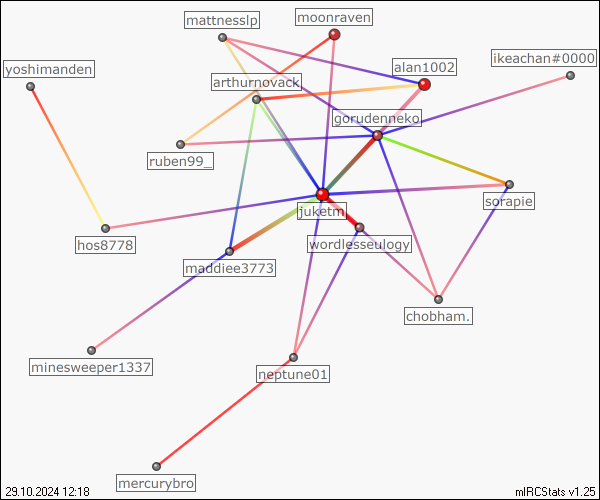 moonraven
mattnesslp
ikeachan#0000
alan1002
yoshimanden
arthurnovack
gorudenneko
ruben99_
sorapie
juketm
hos8778
wordlesseulogy
maddiee3773
chobham.
minesweeper1337
neptune01
mercurybro
29.10.2024 12:18
mIRCStats v1.25